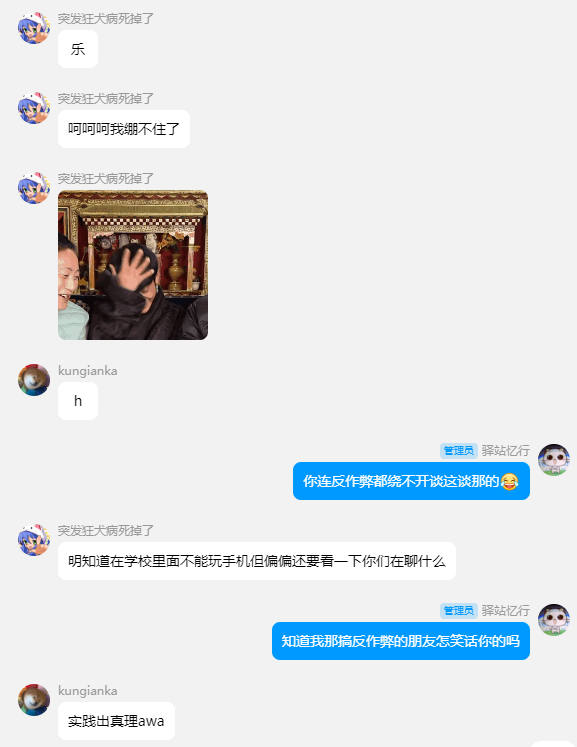 突发狂犬病死掉了
乐
突发狂犬病死掉了
呵呵呵我绷不住了
突发狂犬病死掉了
kungianka
h
管理员 驿站忆行
你连反作弊都绕不开谈这谈那的😂
突发狂犬病死掉了
明知道在学校里面不能玩手机但偏偏还要看一下你们在聊什么
管理员 驿站忆行
知道我那搞反作弊的朋友怎笑话你的吗
kungianka
实践出真理awa